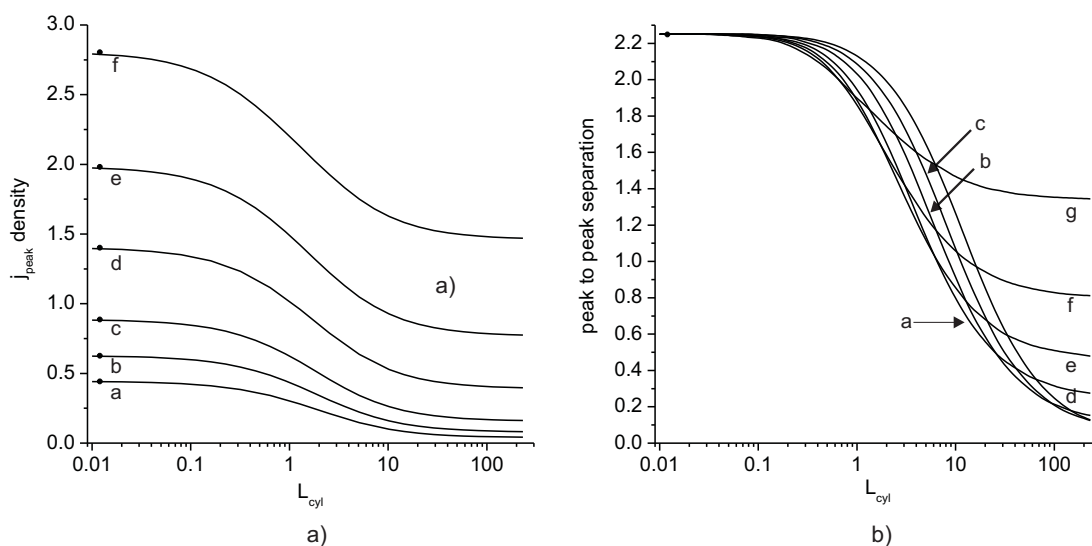 a)
b)
3.0
2.5
2.0
1.5
1.0
0.5
0.0
j_peak density
f
e
d
c
b
a
a)
0.01 0.1 1 10 100
L_cyl
a)
2.2
2.0
1.8
1.6
1.4
1.2
1.0
0.8
0.6
0.4
0.2
0.0
peak to peak separation
c
b
g
f
a
e
d
0.01 0.1 1 10 100
L_cyl
b)